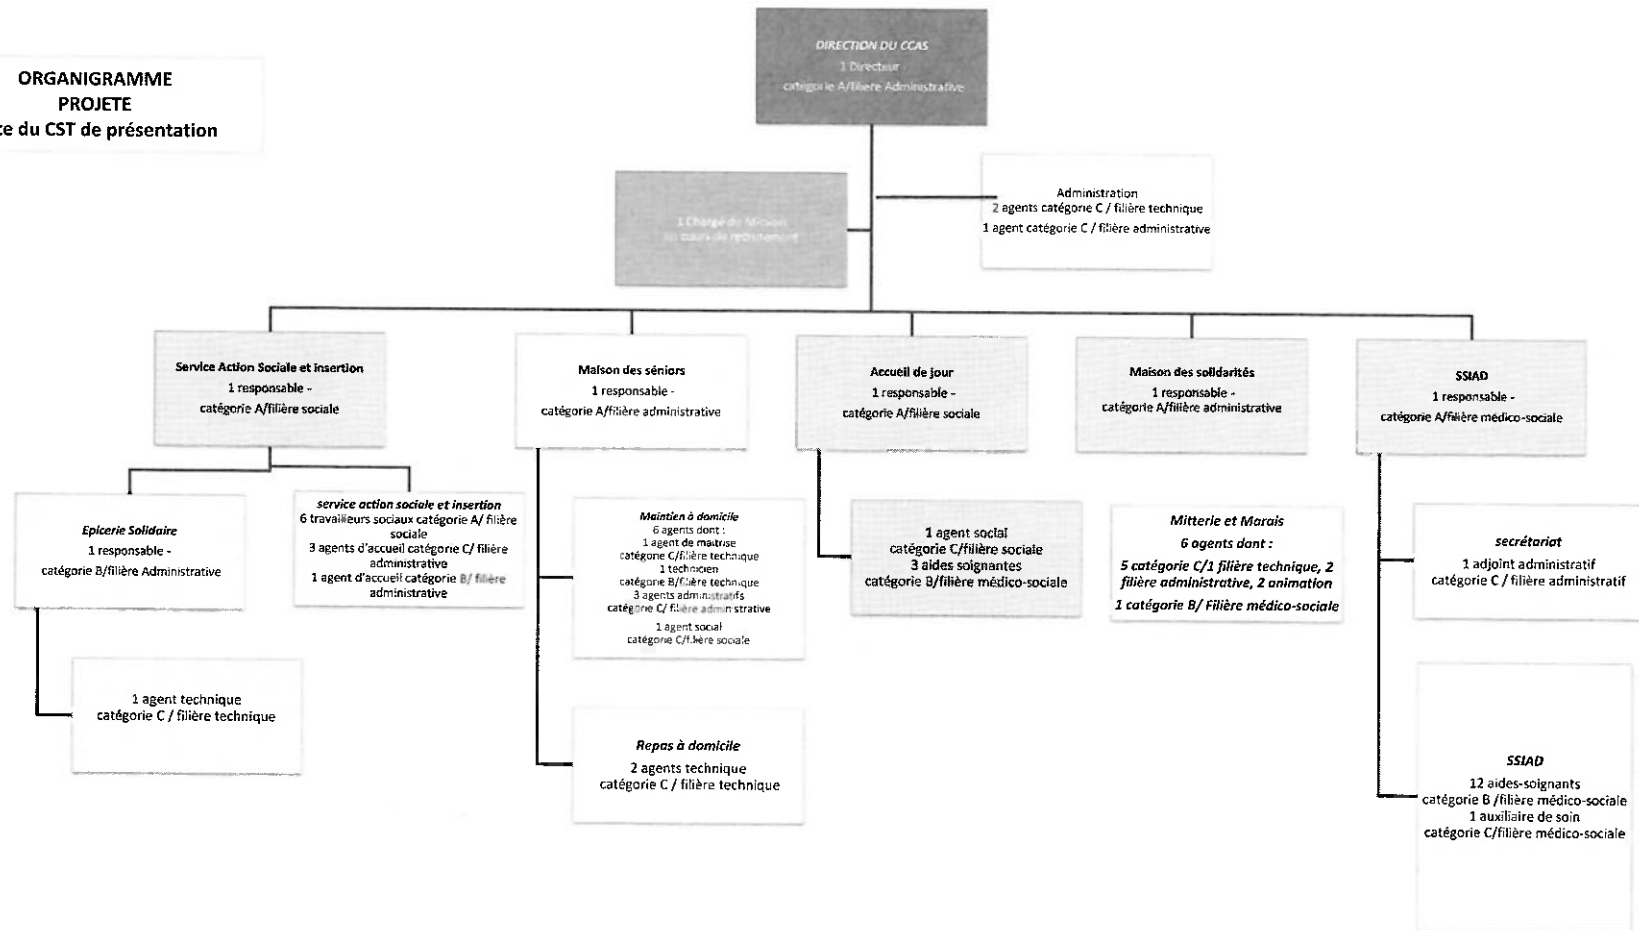 ORGANIGRAMME
PROJETE
ce du CST de présentation
DIRECTION DU CCAS
1 Directeur
catégorie A/filière Administrative
1 Chargé de Mission
en cours de recrutement
Administration
2 agents catégorie C / filière technique
1 agent catégorie C / filière administrative
Service Action Sociale et insertion
1 responsable -
catégorie A/filière sociale
Maison des séniors
1 responsable -
catégorie A/filière administrative
Accueil de jour
1 responsable -
catégorie A/filière sociale
Maison des solidarités
1 responsable -
catégorie A/filière administrative
SSIAD
1 responsable -
catégorie A/filière médico-sociale
Epicerie Solidaire
1 responsable -
catégorie B/filière Administrative
service action sociale et insertion
6 travailleurs sociaux catégorie A/ filière
sociale
3 agents d'accueil catégorie C/ filière
administrative
1 agent d'accueil catégorie B/ filière
administrative
Maintien à domicile
6 agents dont :
1 agent de maitrise
catégorie C/filière technique
1 technicien
catégorie B/filière technique
3 agents administratifs
catégorie C/ filière administrative
1 agent social
catégorie C/filière sociale
1 agent social
catégorie C/filière sociale
3 aides soignantes
catégorie B/filière médico-sociale
Mitterie et Marais
6 agents dont :
5 catégorie C/1 filière technique, 2
filière administrative, 2 animation
1 catégorie B/ Filière médico-sociale
secrétariat
1 adjoint administratif
catégorie C / filière administratif
1 agent technique
catégorie C / filière technique
Repas à domicile
2 agents technique
catégorie C / filière technique
SSIAD
12 aides-soignants
catégorie B /filière médico-sociale
1 auxiliaire de soin
catégorie C/filière médico-sociale